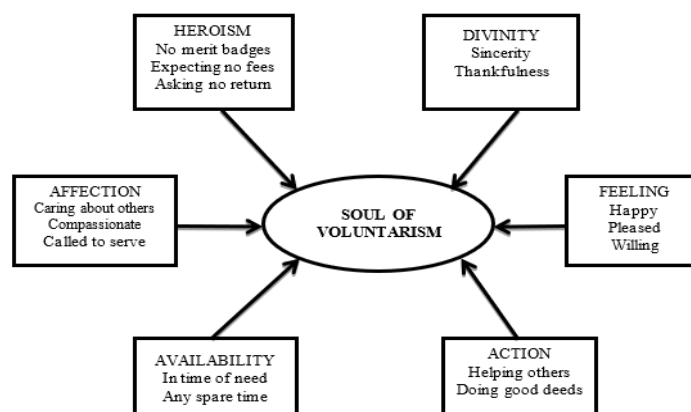 HEROISM
No merit badges
Expecting no fees
Asking no return
DIVINITY
Sincerity
Thankfulness
AFFECTION
Caring about others
Compassionate
Called to serve
SOUL OF
VOLUNTARISM
FEELING
Happy
Pleased
Willing
AVAILABILITY
In time of need
Any spare time
ACTION
Helping others
Doing good deeds